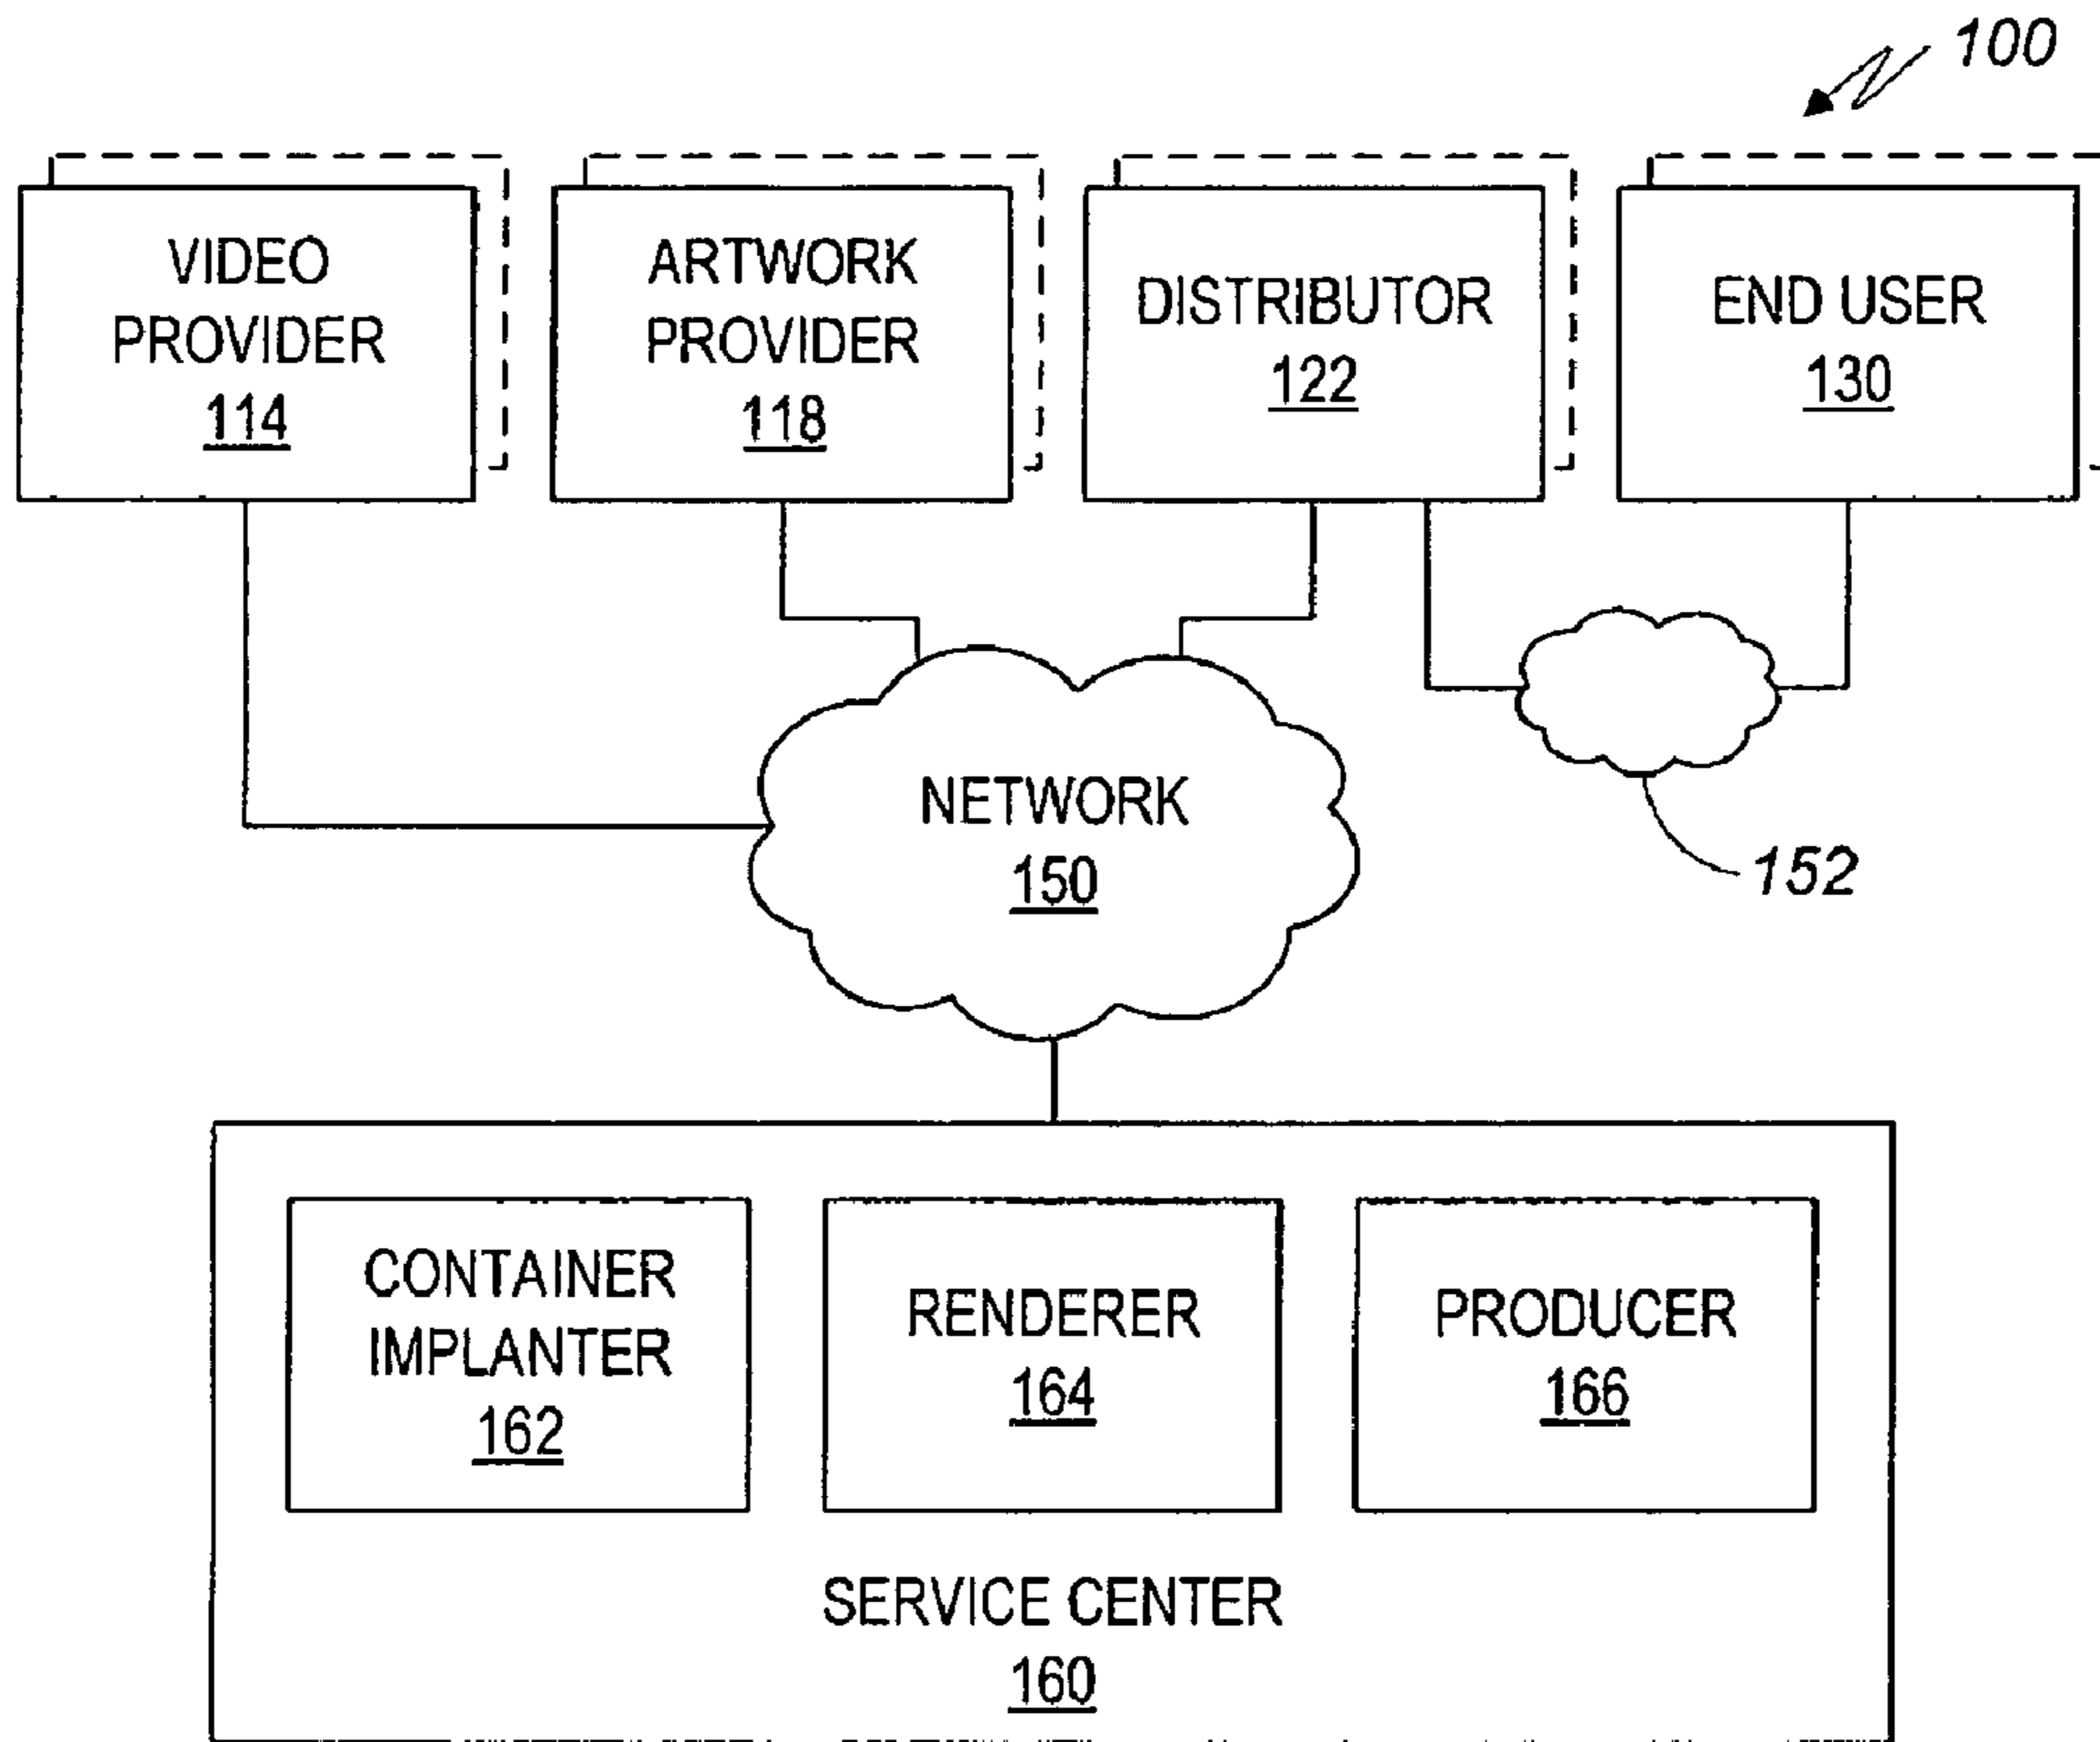 100
VIDEO
PROVIDER
114
ARTWORK
PROVIDER
118
DISTRIBUTOR
122
END USER
130
NETWORK
150
152
CONTAINER
IMPLANTER
162
RENDERER
164
PRODUCER
166
SERVICE CENTER
160